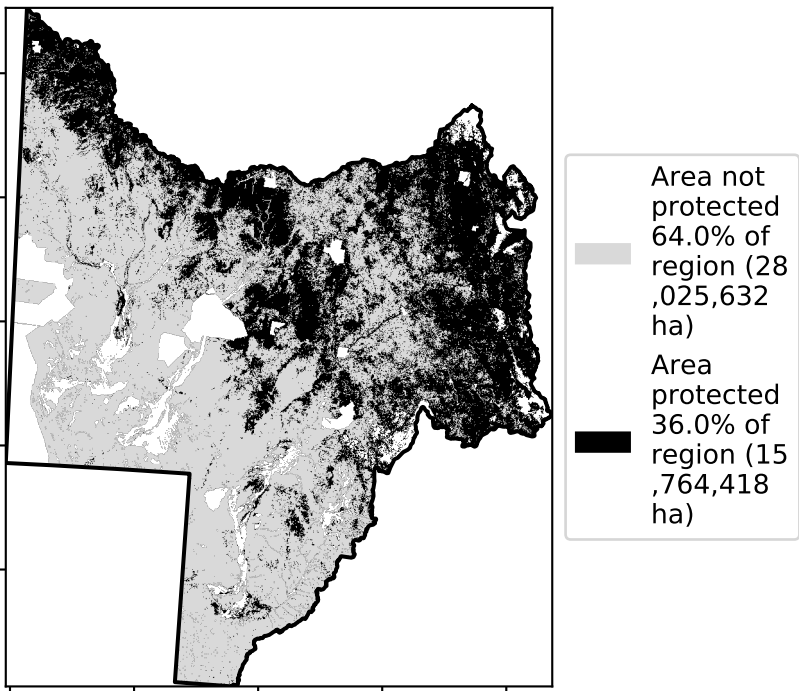 Area not
protected
64.0% of
region (28
,025,632
ha)
Area
protected
36.0% of
region (15
,764,418
ha)